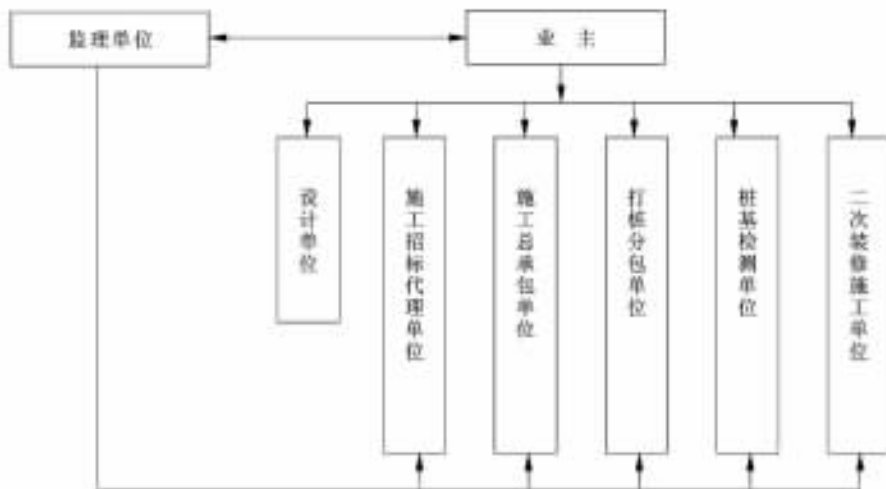 监理单位
业 主
设计单位
施工招标代理单位
施工总承包单位
打桩分包单位
桩基检测单位
二次装修施工单位